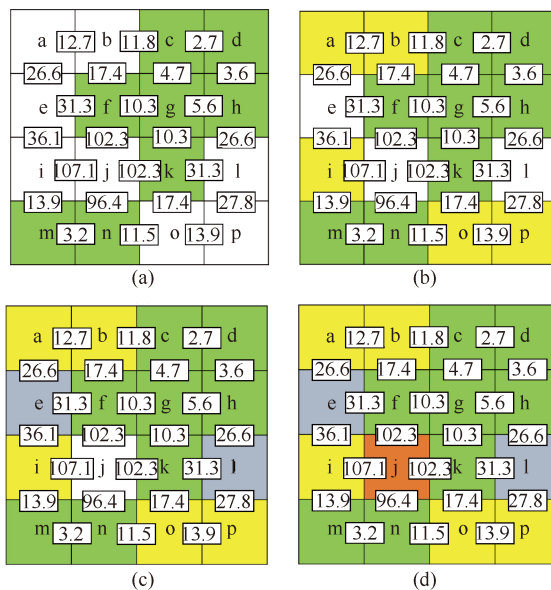 a 12.7 b 11.8 c 2.7 d
26.6 17.4 4.7 3.6
e 31.3 f 10.3 g 5.6 h
36.1 102.3 10.3 26.6
i 107.1 j 102.3 k 31.3 l
13.9 96.4 17.4 27.8
m 3.2 n 11.5 o 13.9 p
(a)
a 12.7 b 11.8 c 2.7 d
26.6 17.4 4.7 3.6
e 31.3 f 10.3 g 5.6 h
36.1 102.3 10.3 26.6
i 107.1 j 102.3 k 31.3 l
13.9 96.4 17.4 27.8
m 3.2 n 11.5 o 13.9 p
(b)
a 12.7 b 11.8 c 2.7 d
26.6 17.4 4.7 3.6
e 31.3 f 10.3 g 5.6 h
36.1 102.3 10.3 26.6
i 107.1 j 102.3 k 31.3 l
13.9 96.4 17.4 27.8
m 3.2 n 11.5 o 13.9 p
(c)
a 12.7 b 11.8 c 2.7 d
26.6 17.4 4.7 3.6
e 31.3 f 10.3 g 5.6 h
36.1 102.3 10.3 26.6
i 107.1 j 102.3 k 31.3 l
13.9 96.4 17.4 27.8
m 3.2 n 11.5 o 13.9 p
(d)